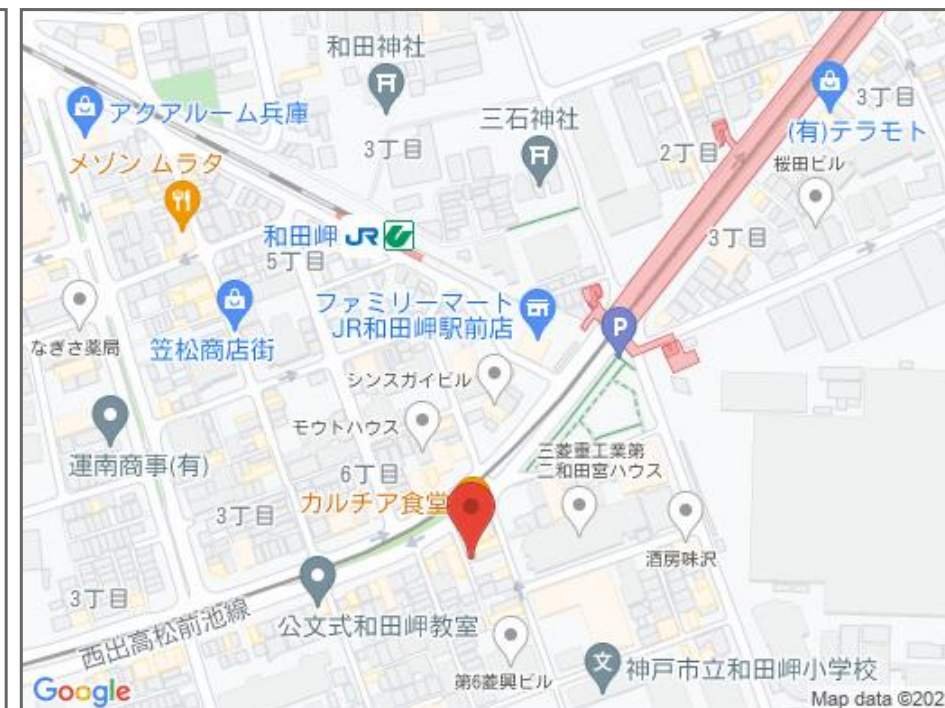 和田神社
アクアルーム兵庫
3丁目
三石神社
3丁目
(有)テラモト
メゾン ムラタ
2丁目
桜田ビル
和田岬 JR
5丁目
3丁目
ファミリーマート
JR和田岬駅前店
P
なぎさ薬局
笠松商店街
シンスガイビル
モウトハウス
運南商事(有)
6丁目
三菱重工業第
二和田宮ハウス
カルチア食堂
3丁目
酒房味沢
3丁目
公文式和田岬教室
西出高松前池線
文
神戸市立和田岬小学校
第6菱興ビル
Google
Map data ©202